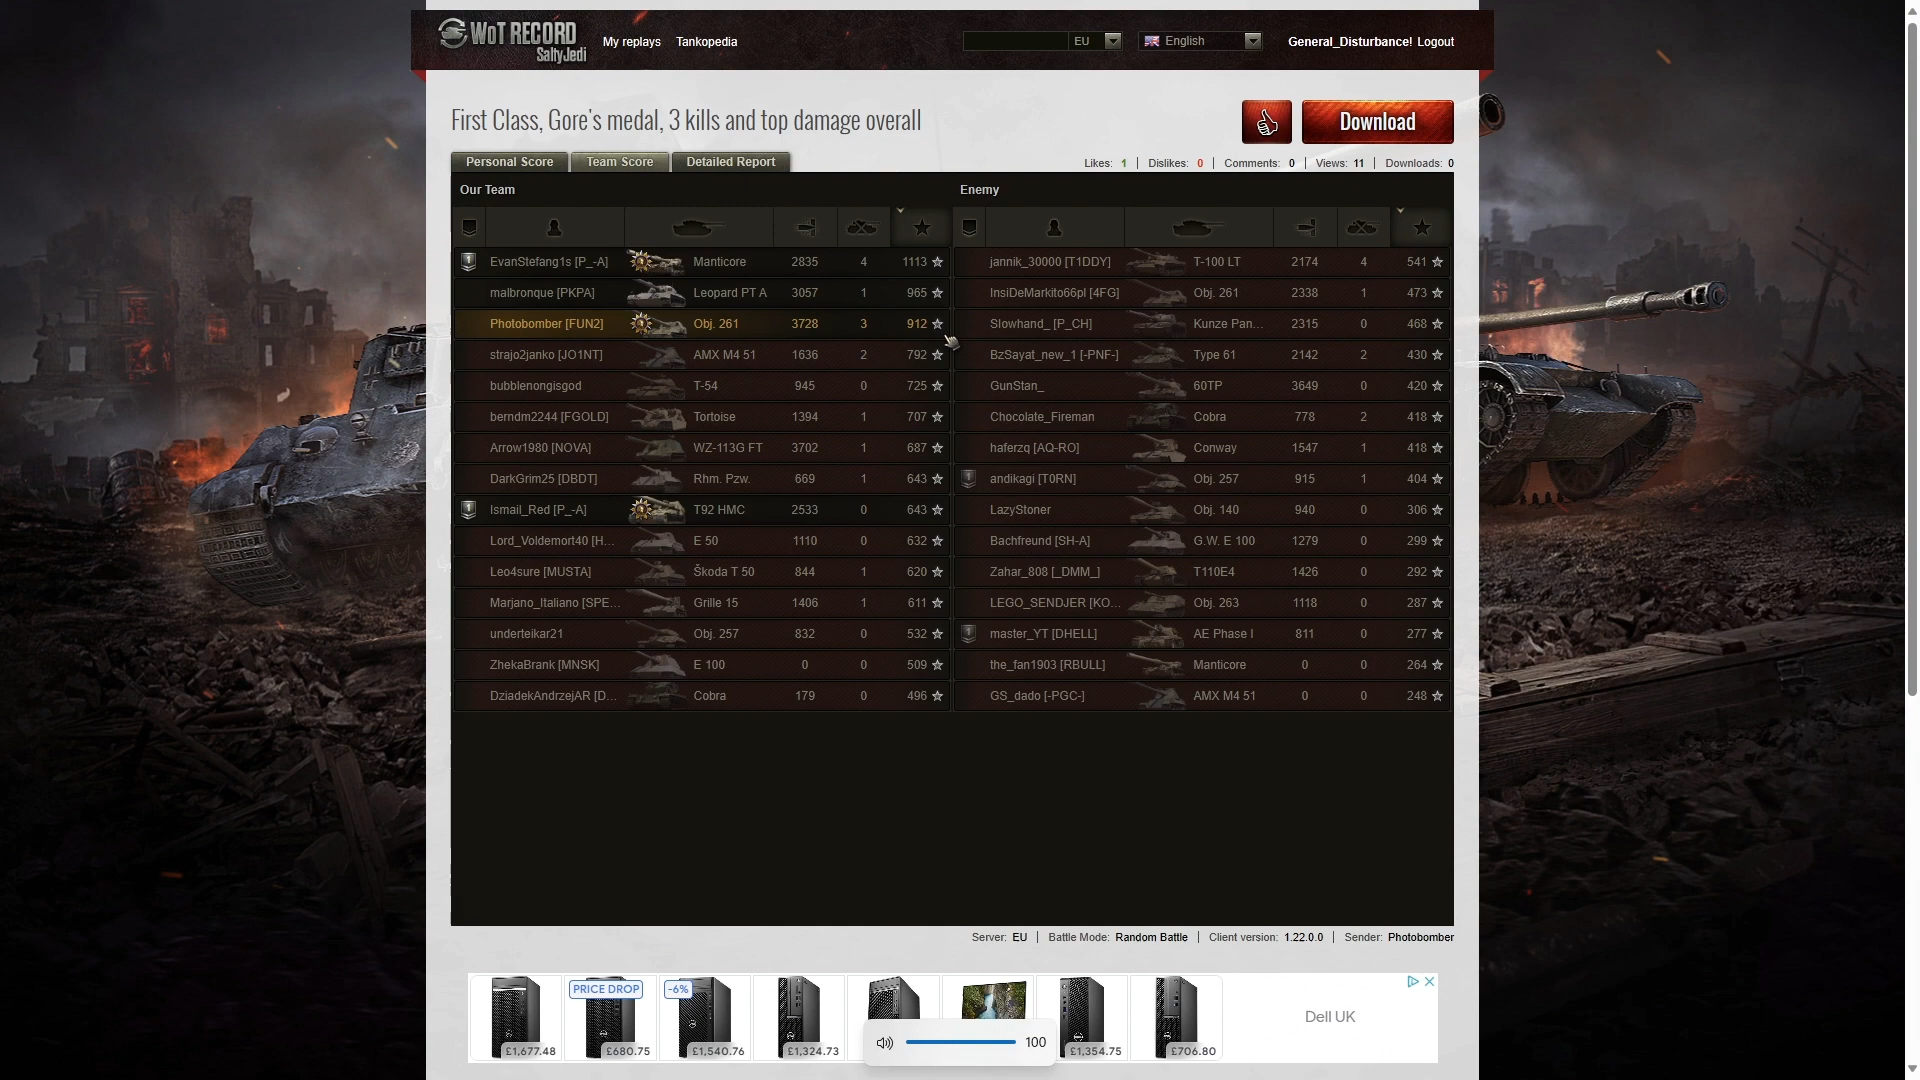 WoT RECORD
SaltyJedi
My replays
Tankopedia
EU
English
General_Disturbance! Logout
First Class, Gore's medal, 3 kills and top damage overall
Download
Personal Score
Team Score
Detailed Report
Likes: 1 | Dislikes: 0 | Comments: 0 | Views: 11 | Downloads: 0
Our Team
Enemy
EvanStefang1s [P_-A] Manticore 2835 4 1113
jannik_30000 [T1DDY] T-100 LT 2174 4 541
malbronque [PKPA] Leopard PT A 3057 1 965
InsiDeMarkito66pl [4FG] Obj. 261 2338 1 473
Photobomber [FUN2] Obj. 261 3728 3 912
Slowhand_ [P_CH] Kunze Pan... 2315 0 468
strajo2janko [JO1NT] AMX M4 51 1636 2 792
BzSayat_new_1 [-PNF-] Type 61 2142 2 430
bubblenongisgod T-54 945 0 725
GunStan_ 60TP 3649 0 420
berndm2244 [FGOLD] Tortoise 1394 1 707
Chocolate_Fireman Cobra 778 2 418
Arrow1980 [NOVA] WZ-113G FT 3702 1 687
haferzq [AQ-RO] Conway 1547 1 418
DarkGrim25 [DBDT] Rhm. Pzw. 669 1 643
andikagi [T0RN] Obj. 257 915 1 404
Ismail_Red [P_-A] T92 HMC 2533 0 643
LazyStoner Obj. 140 940 0 306
Lord_Voldemort40 [H... E 50 1110 0 632
Bachfreund [SH-A] G.W. E 100 1279 0 299
Leo4sure [MUSTA] Škoda T 50 844 1 620
Zahar_808 [_DMM_] T110E4 1426 0 292
Marjano_Italiano [SPE... Grille 15 1406 1 611
LEGO_SENDJER [KO... Obj. 263 1118 0 287
underteikar21 Obj. 257 832 0 532
master_YT [DHELL] AE Phase I 811 0 277
ZhekaBrank [MNSK] E 100 0 0 509
the_fan1903 [RBULL] Manticore 0 0 264
DziadekAndrzejAR [D... Cobra 179 0 496
GS_dado [-PGC-] AMX M4 51 0 0 248
Server: EU | Battle Mode: Random Battle | Client version: 1.22.0.0 | Sender: Photobomber
PRICE DROP
-6%
£1,677.48
£680.75
£1,540.76
£1,324.73
£1,354.75
£706.80
Dell UK
100